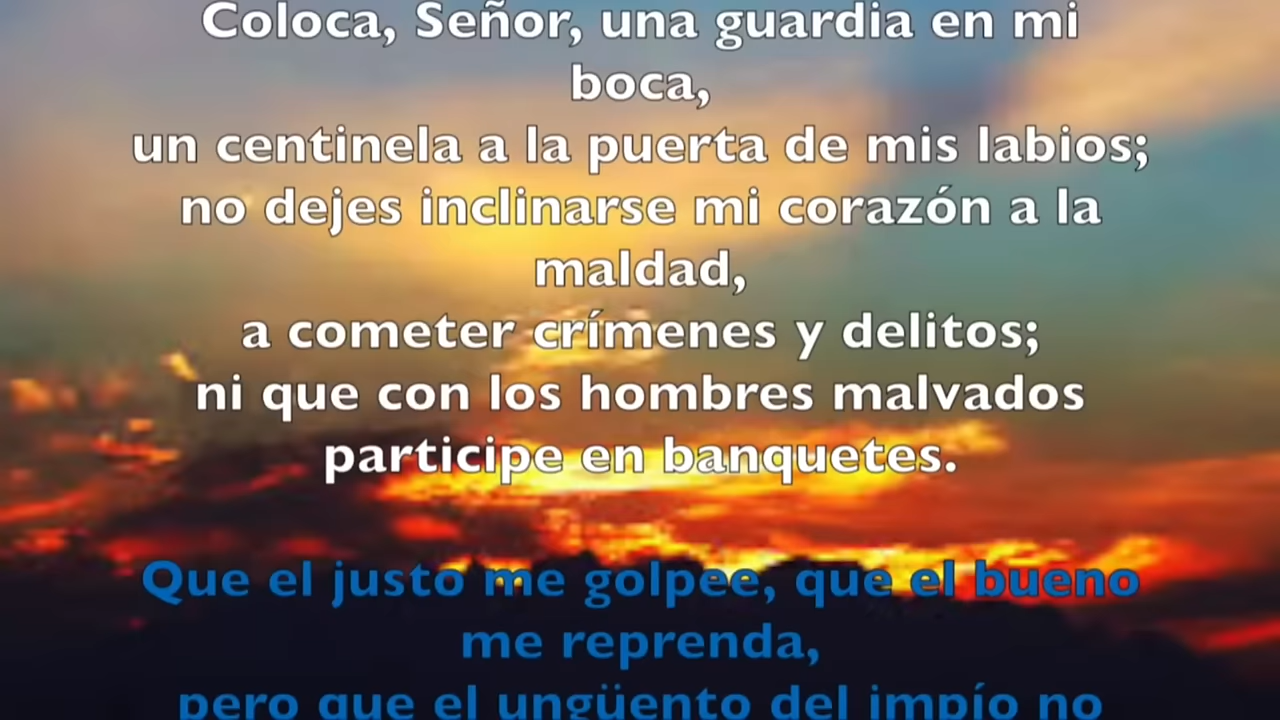 Coloca, Señor, una guardia en mi
boca,
un centinela a la puerta de mis labios;
no dejes inclinarse mi corazón a la
maldad,
a cometer crímenes y delitos;
ni que con los hombres malvados
participe en banquetes.
Que el justo me golpee, que el bueno
me reprenda,
pero que el ungüento del impío no